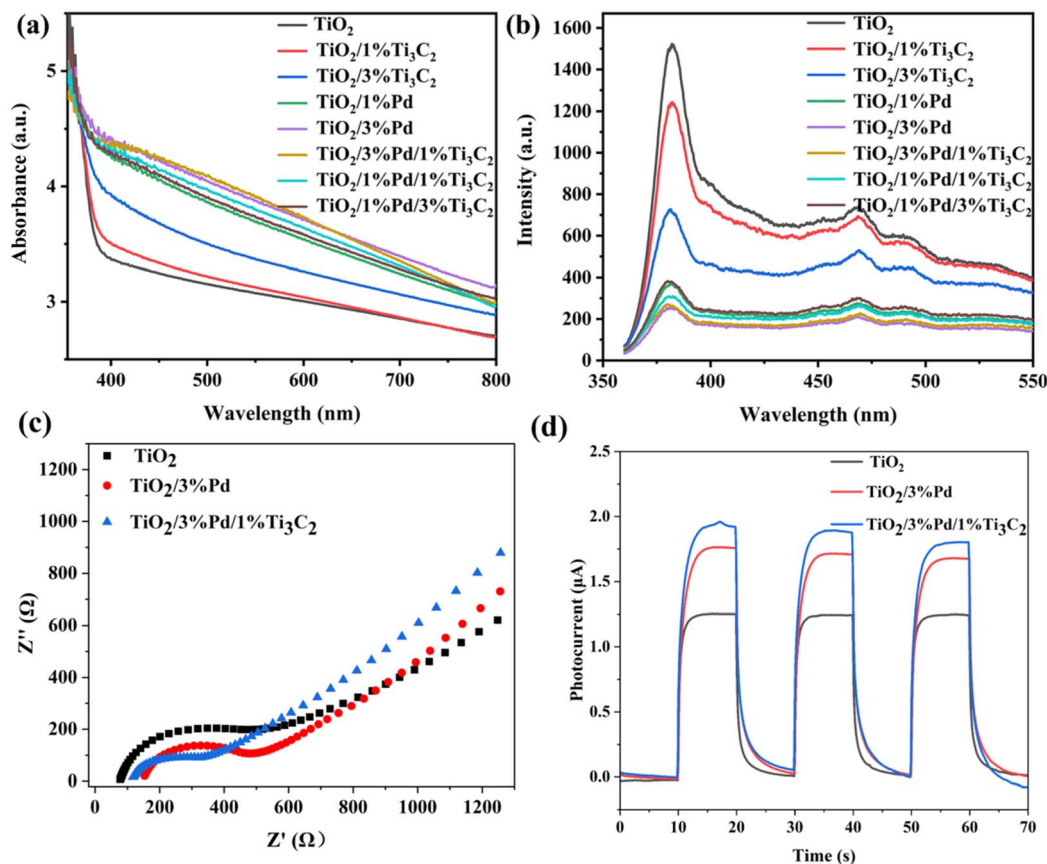 (a)
TiO₂
TiO₂/1%Ti₃C₂
TiO₂/3%Ti₃C₂
TiO₂/1%Pd
TiO₂/3%Pd
TiO₂/3%Pd/1%Ti₃C₂
TiO₂/1%Pd/1%Ti₃C₂
TiO₂/1%Pd/3%Ti₃C₂
Absorbance (a.u.)
5
4
3
400 500 600 700 800
Wavelength (nm)
(b)
TiO₂
TiO₂/1%Ti₃C₂
TiO₂/3%Ti₃C₂
TiO₂/1%Pd
TiO₂/3%Pd
TiO₂/3%Pd/1%Ti₃C₂
TiO₂/1%Pd/1%Ti₃C₂
TiO₂/1%Pd/3%Ti₃C₂
Intensity (a.u.)
1600
1400
1200
1000
800
600
400
200
0
350 400 450 500 550
Wavelength (nm)
(c)
TiO₂
TiO₂/3%Pd
TiO₂/3%Pd/1%Ti₃C₂
Z'' (Ω)
1200
1000
800
600
400
200
0
0 200 400 600 800 1000 1200
Z' (Ω）
(d)
TiO₂
TiO₂/3%Pd
TiO₂/3%Pd/1%Ti₃C₂
Photocurrent (μA)
2.5
2.0
1.5
1.0
0.5
0.0
0 10 20 30 40 50 60 70
Time (s)